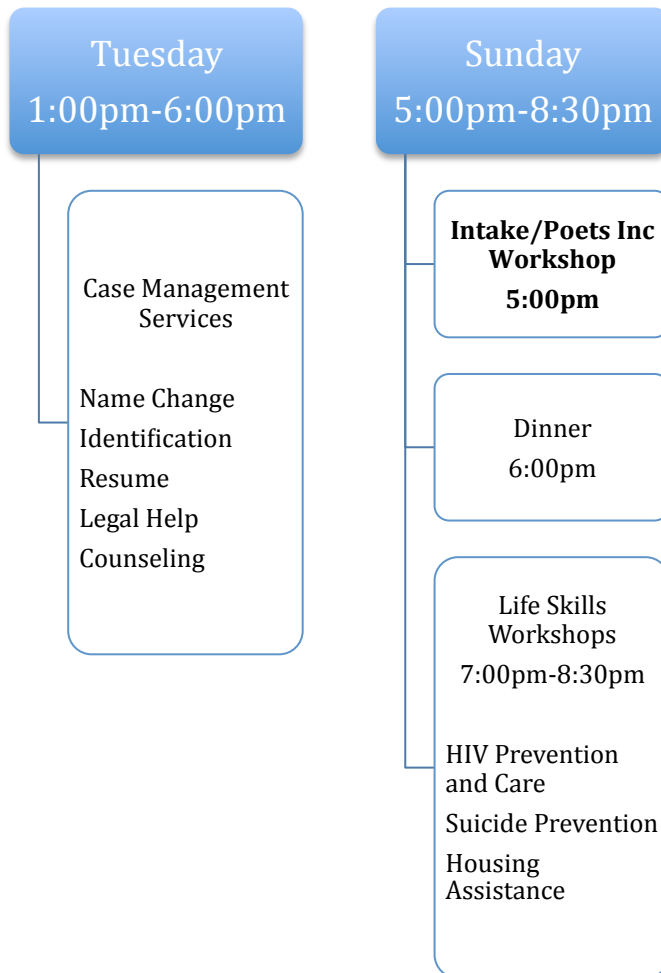 Tuesday
1:00pm-6:00pm
Case Management
Services
Name Change
Identification
Resume
Legal Help
Counseling
Sunday
5:00pm-8:30pm
Intake/Poets Inc
Workshop
5:00pm
Dinner
6:00pm
Life Skills
Workshops
7:00pm-8:30pm
HIV Prevention
and Care
Suicide Prevention
Housing
Assistance